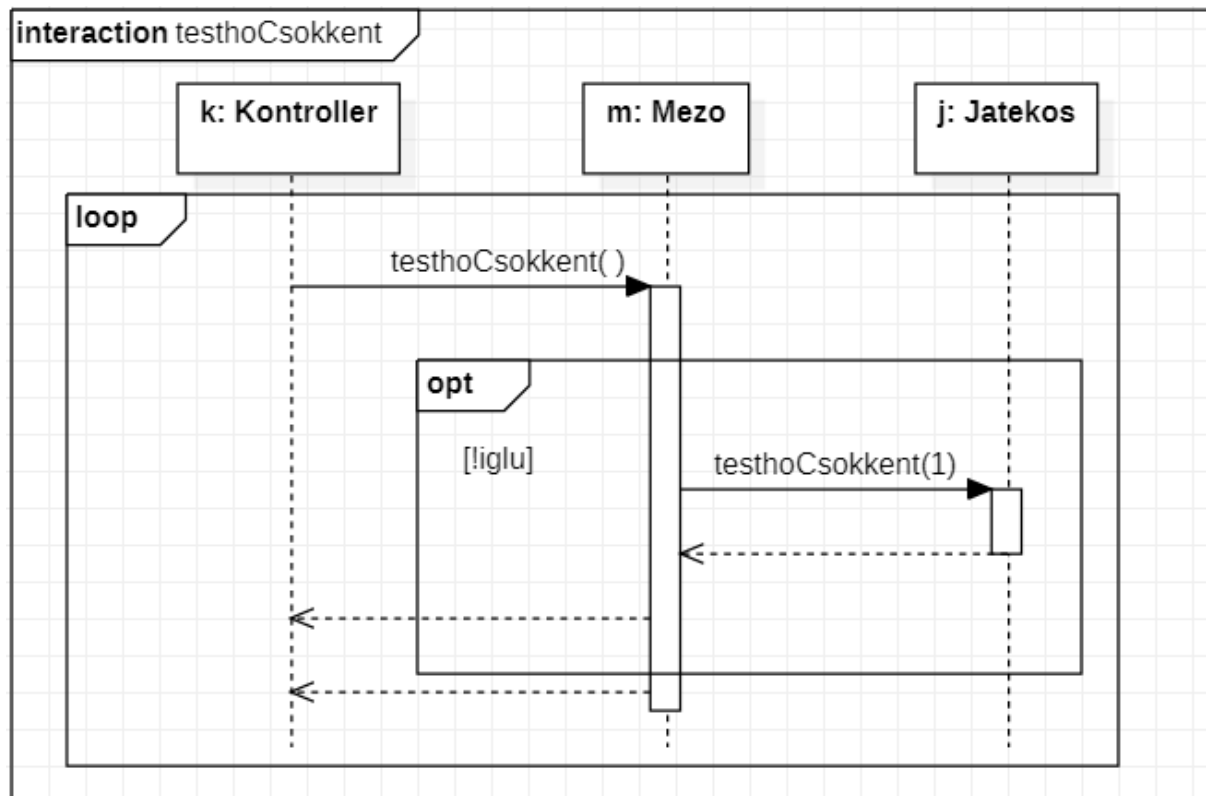 interaction testhoCsokkent
k: Kontroller
m: Mezo
j: Jatekos
loop
testhoCsokkent( )
opt
[!iglu]
testhoCsokkent(1)